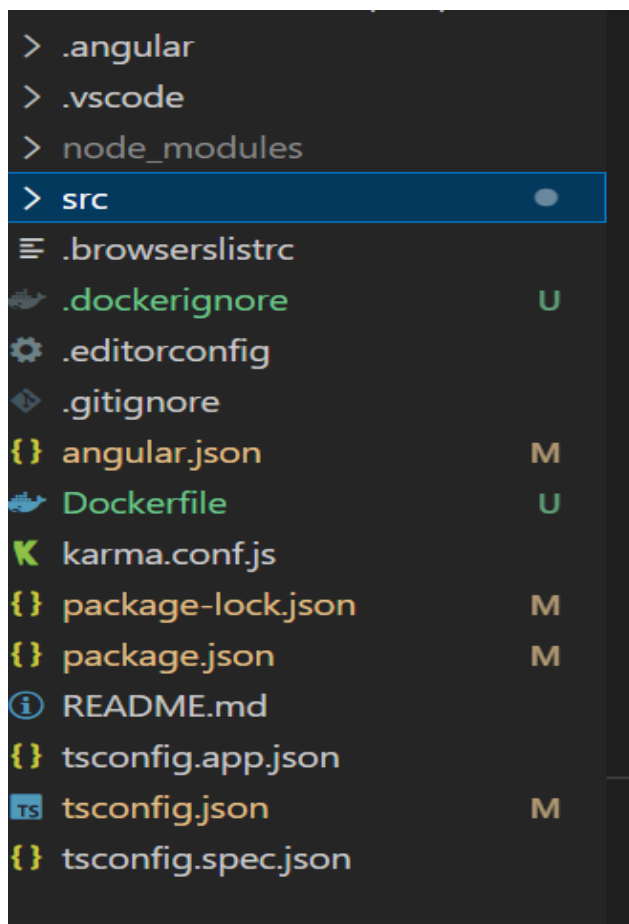 .angular
.vscode
node_modules
src
.browserslistrc
.dockerignore U
.editorconfig
.gitignore
{} angular.json M
Dockerfile U
karma.conf.js
{} package-lock.json M
{} package.json M
README.md
{} tsconfig.app.json
TS tsconfig.json M
{} tsconfig.spec.json